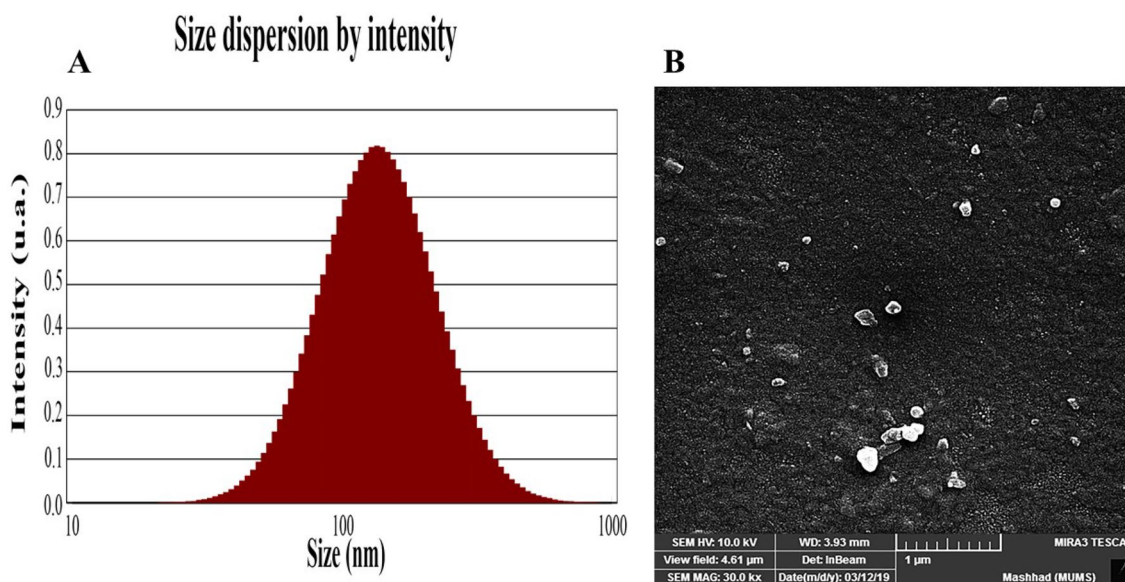 Size dispersion by intensity
A
Intensity (u.a.)
0.9
0.8
0.7
0.6
0.5
0.4
0.3
0.2
0.1
0.0
10 100 1000
Size (nm)
B
SEM HV: 10.0 kV WD: 3.93 mm MIRA3 TESCA
View field: 4.61 µm Det: InBeam 1 µm
SEM MAG: 30.0 kx Date(m/d/y): 03/12/19 Mashhad (MUMS)